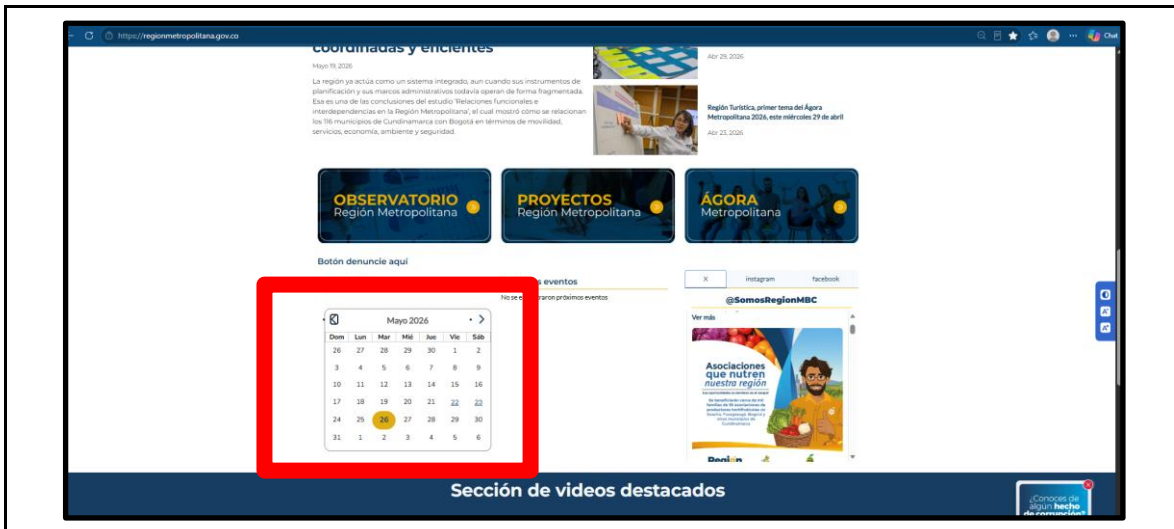 https://regionmetropolitana.gov.co
Chat
coordinadas y eficientes
Mayo 19, 2026
La región ya actúa como un sistema integrado, aun cuando sus instrumentos de
planificación y sus marcos administrativos todavía operan de forma fragmentada.
Esa es una de las conclusiones del estudio 'Relaciones funcionales e
interdependencias en la Región Metropolitana', el cual mostró cómo se relacionan
los 116 municipios de Cundinamarca con Bogotá en términos de movilidad,
servicios, economía, ambiente y seguridad.
Abr 29, 2026
Región Turística, primer tema del Ágora
Metropolitana 2026, este miércoles 29 de abril
Abr 23, 2026
OBSERVATORIO
Región Metropolitana
PROYECTOS
Región Metropolitana
ÁGORA
Metropolitana
Botón denuncie aquí
s eventos
No se e raron próximos eventos
Mayo 2026
Dom Lun Mar Mié Jue Vie Sáb
26 27 28 29 30 1 2
3 4 5 6 7 8 9
10 11 12 13 14 15 16
17 18 19 20 21 22 23
24 25 26 27 28 29 30
31 1 2 3 4 5 6
X instagram facebook
@SomosRegionMBC
Ver más
Asociaciones
que nutren
nuestra región
Región
Sección de videos destacados
¿Conoces de
algún hecho
de corrupción?